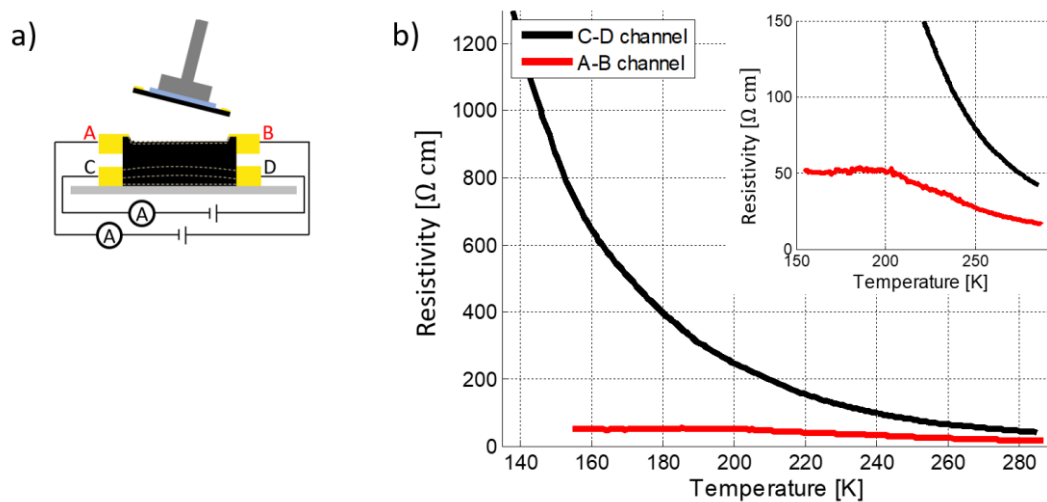 a)
A
B
C
D
A
A
b)
Resistivity [Ω cm]
1200
1000
800
600
400
200
0
140
160
180
200
220
240
260
280
Temperature [K]
C-D channel
A-B channel
Resistivity [Ω cm]
150
100
50
0
150
200
250
Temperature [K]